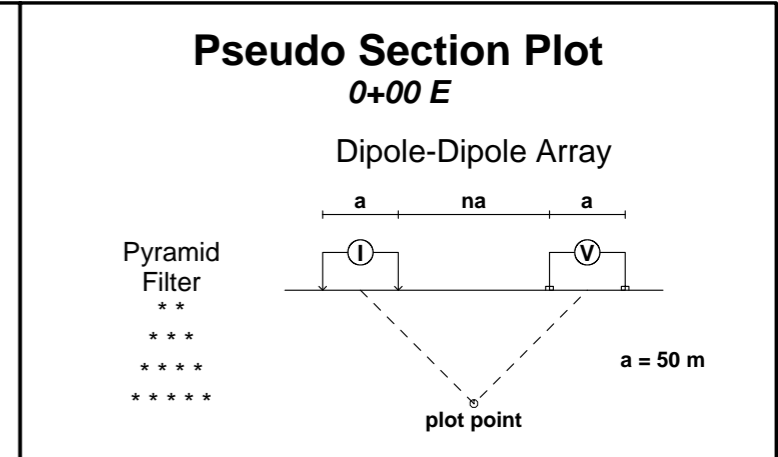 Pseudo Section Plot
0+00 E
Dipole-Dipole Array
a na a
I V
Pyramid
Filter
* *
* * *
* * * *
* * * * *
a = 50 m
plot point